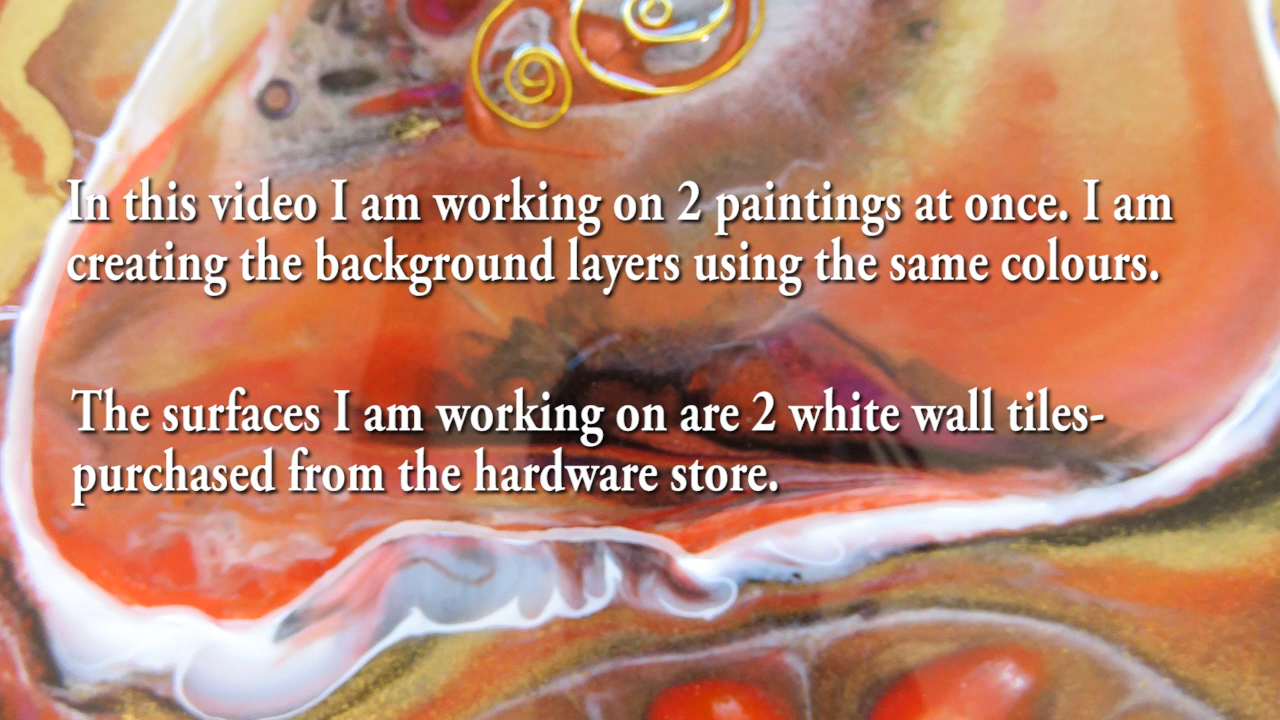 In this video I am working on 2 paintings at once. I am
creating the background layers using the same colours.
The surfaces I am working on are 2 white wall tiles-
purchased from the hardware store.